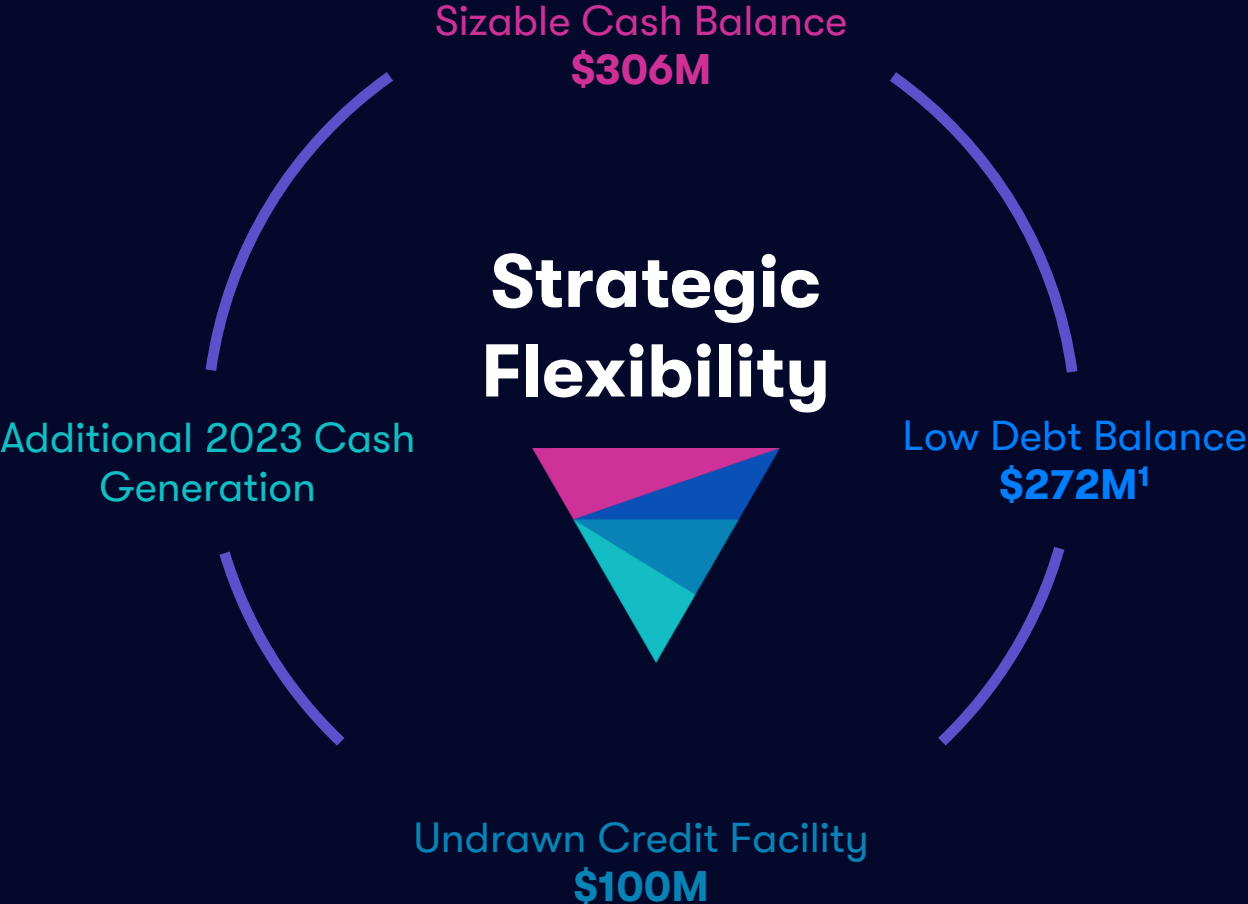 Sizable Cash Balance
$306M
Strategic
Flexibility
Additional 2023 Cash
Generation
Low Debt Balance
$272M¹
Undrawn Credit Facility
$100M